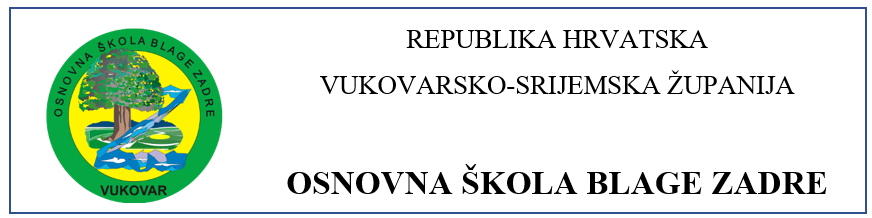 OSNOVNA ŠKOLA BLAGE ZADRE
VUKOVAR
REPUBLIKA HRVATSKA
VUKOVARSKO-SRIJEMSKA ŽUPANIJA
OSNOVNA ŠKOLA BLAGE ZADRE